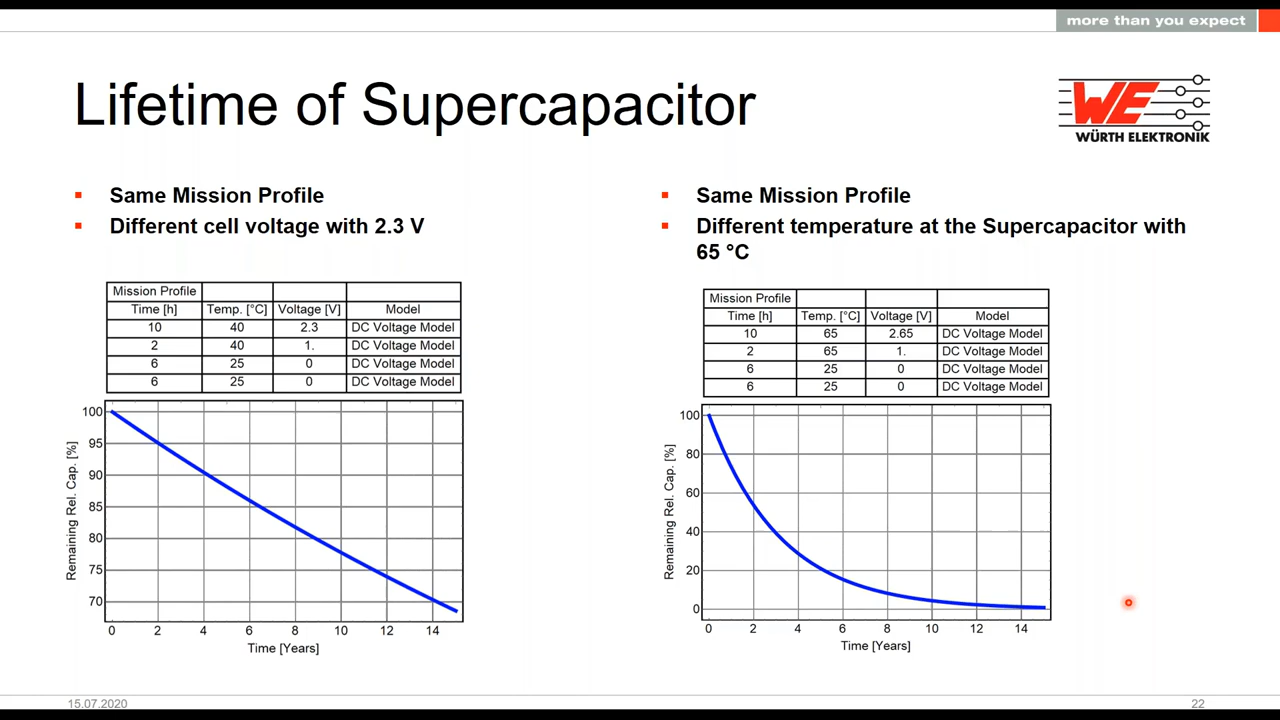 more than you expect
Lifetime of Supercapacitor
WE
WÜRTH ELEKTRONIK
▪ Same Mission Profile
▪ Different cell voltage with 2.3 V
Mission Profile
Time [h] Temp. [°C] Voltage [V] Model
10 40 2.3 DC Voltage Model
2 40 1. DC Voltage Model
6 25 0 DC Voltage Model
6 25 0 DC Voltage Model
Remaining Rel. Cap. [%]
100
95
90
85
80
75
70
0 2 4 6 8 10 12 14
Time [Years]
▪ Same Mission Profile
▪ Different temperature at the Supercapacitor with
65 °C
Mission Profile
Time [h] Temp. [°C] Voltage [V] Model
10 65 2.65 DC Voltage Model
2 65 1. DC Voltage Model
6 25 0 DC Voltage Model
6 25 0 DC Voltage Model
Remaining Rel. Cap. [%]
100
80
60
40
20
0
0 2 4 6 8 10 12 14
Time [Years]
15.07.2020
22